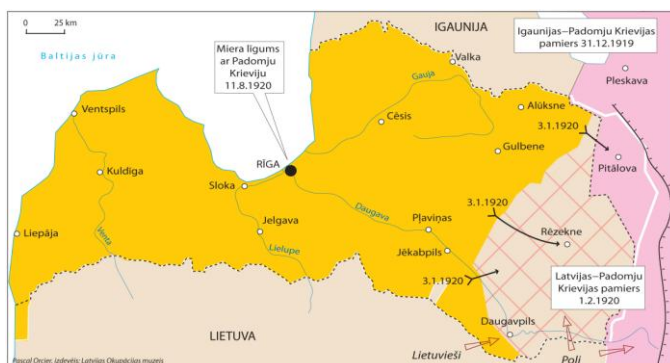 0 25 km
Baltijas jūra
IGAUNIJA
Igaunijas–Padomju Krievijas
pamiers 31.12.1919
Miera līgums
ar Padomju
Krieviju
11.8.1920
Valka
Pleskava
Gauja
Ventspils
Cēsis
Alūksne
3.1.1920
Gulbene
Pitālova
RĪGA
Kuldīga
Sloka
3.1.1920
Daugava
Pļaviņas
Liepāja
Venta
Jelgava
Lielupe
Jēkabpils
Rēzekne
3.1.1920
Latvijas–Padomju
Krievijas pamiers
1.2.1920
LIETUVA
Daugavpils
Lietuvieši
Poļi
Pascal Orcier. Izdevējs: Latvijas Okupācijas muzejs